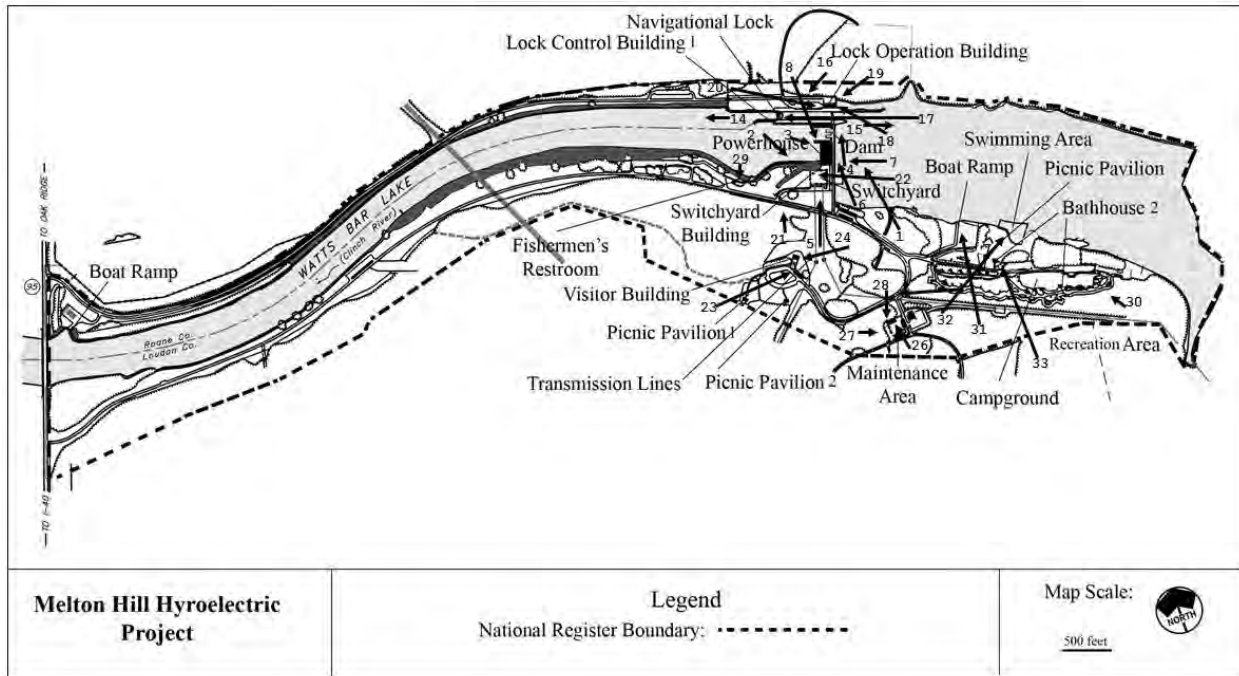 Navigational Lock
Lock Control Building 1
Lock Operation Building
8
16
19
20
14
17
2
3
15
18
Powerhouse
Dam
Swimming Area
29
7
Boat Ramp
Picnic Pavilion
4
22
Switchyard
Bathhouse 2
6
Switchyard
Building
21
5
24
1
Fishermen's
Restroom
Visitor Building
23
28
30
Picnic Pavilion 1
27
26
32
31
33
Recreation Area
Transmission Lines
Picnic Pavilion 2
Maintenance
Area
Campground
TO OAK RIDGE
95
Boat Ramp
WATTS BAR LAKE
(Clinch River)
Roane Co.
Loudon Co.
TO I-40
Melton Hill Hyroelectric
Project
Legend
National Register Boundary:
Map Scale:
500 feet
NORTH